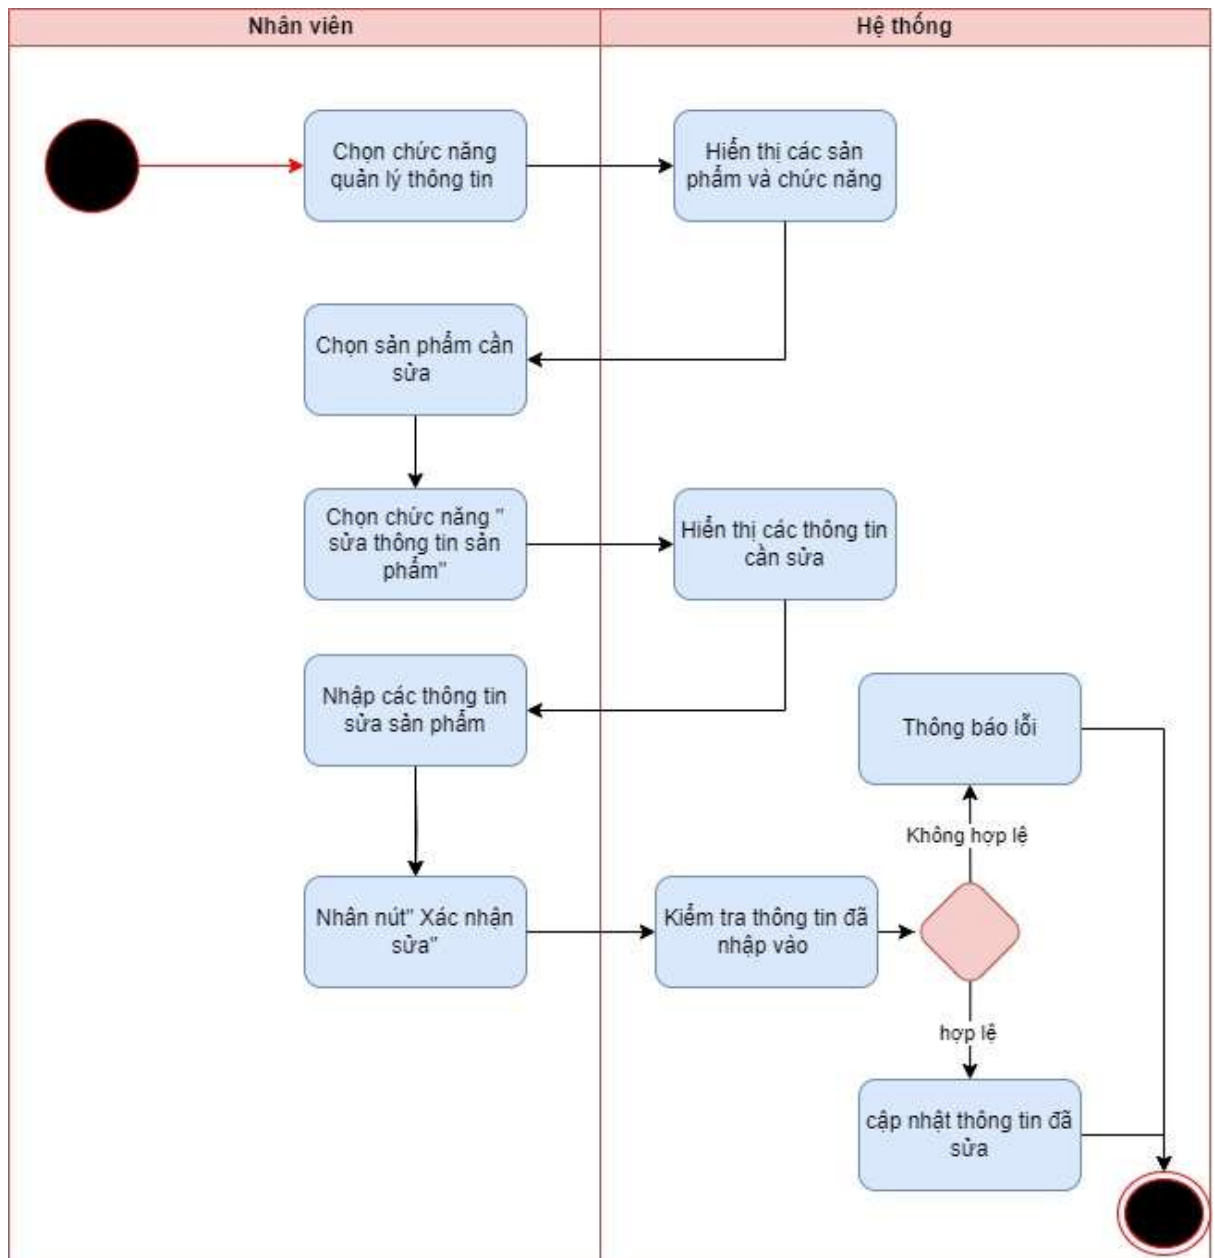 Nhân viên
Hệ thống
Chọn chức năng
quản lý thông tin
Hiển thị các sản
phẩm và chức năng
Chọn sản phẩm cần
sửa
Chọn chức năng "
sửa thông tin sản
phẩm"
Hiển thị các thông tin
cần sửa
Nhập các thông tin
sửa sản phẩm
Thông báo lỗi
Không hợp lệ
Nhân nút" Xác nhận
sửa"
Kiểm tra thông tin đã
nhập vào
hợp lệ
cập nhật thông tin đã
sửa